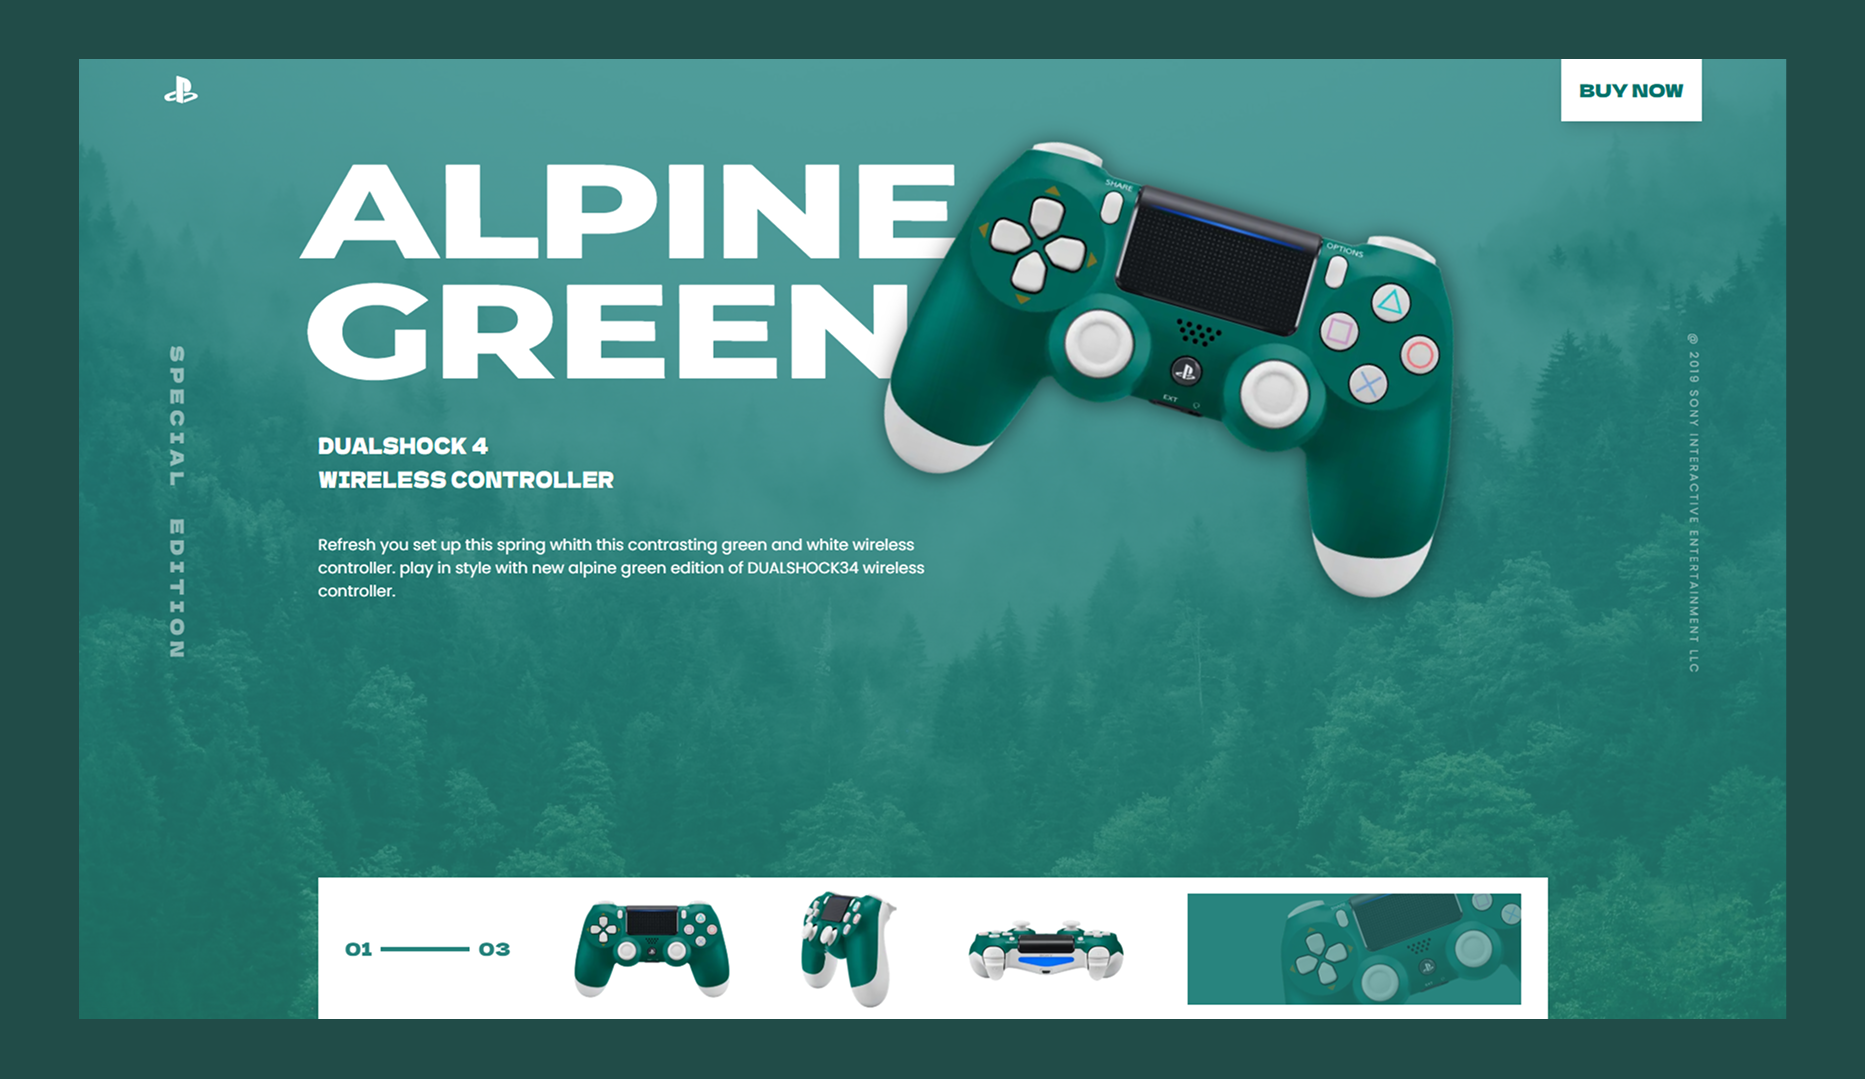 BUY NOW
ALPINE
GREEN
SHARE
OPTIONS
EXT
SPECIAL EDITION
DUALSHOCK 4
WIRELESS CONTROLLER
Refresh you set up this spring whith this contrasting green and white wireless
controller. play in style with new alpine green edition of DUALSHOCK34 wireless
controller.
@ 2019 SONY INTERACTIVE ENTERTAINMENT LLC
01
03